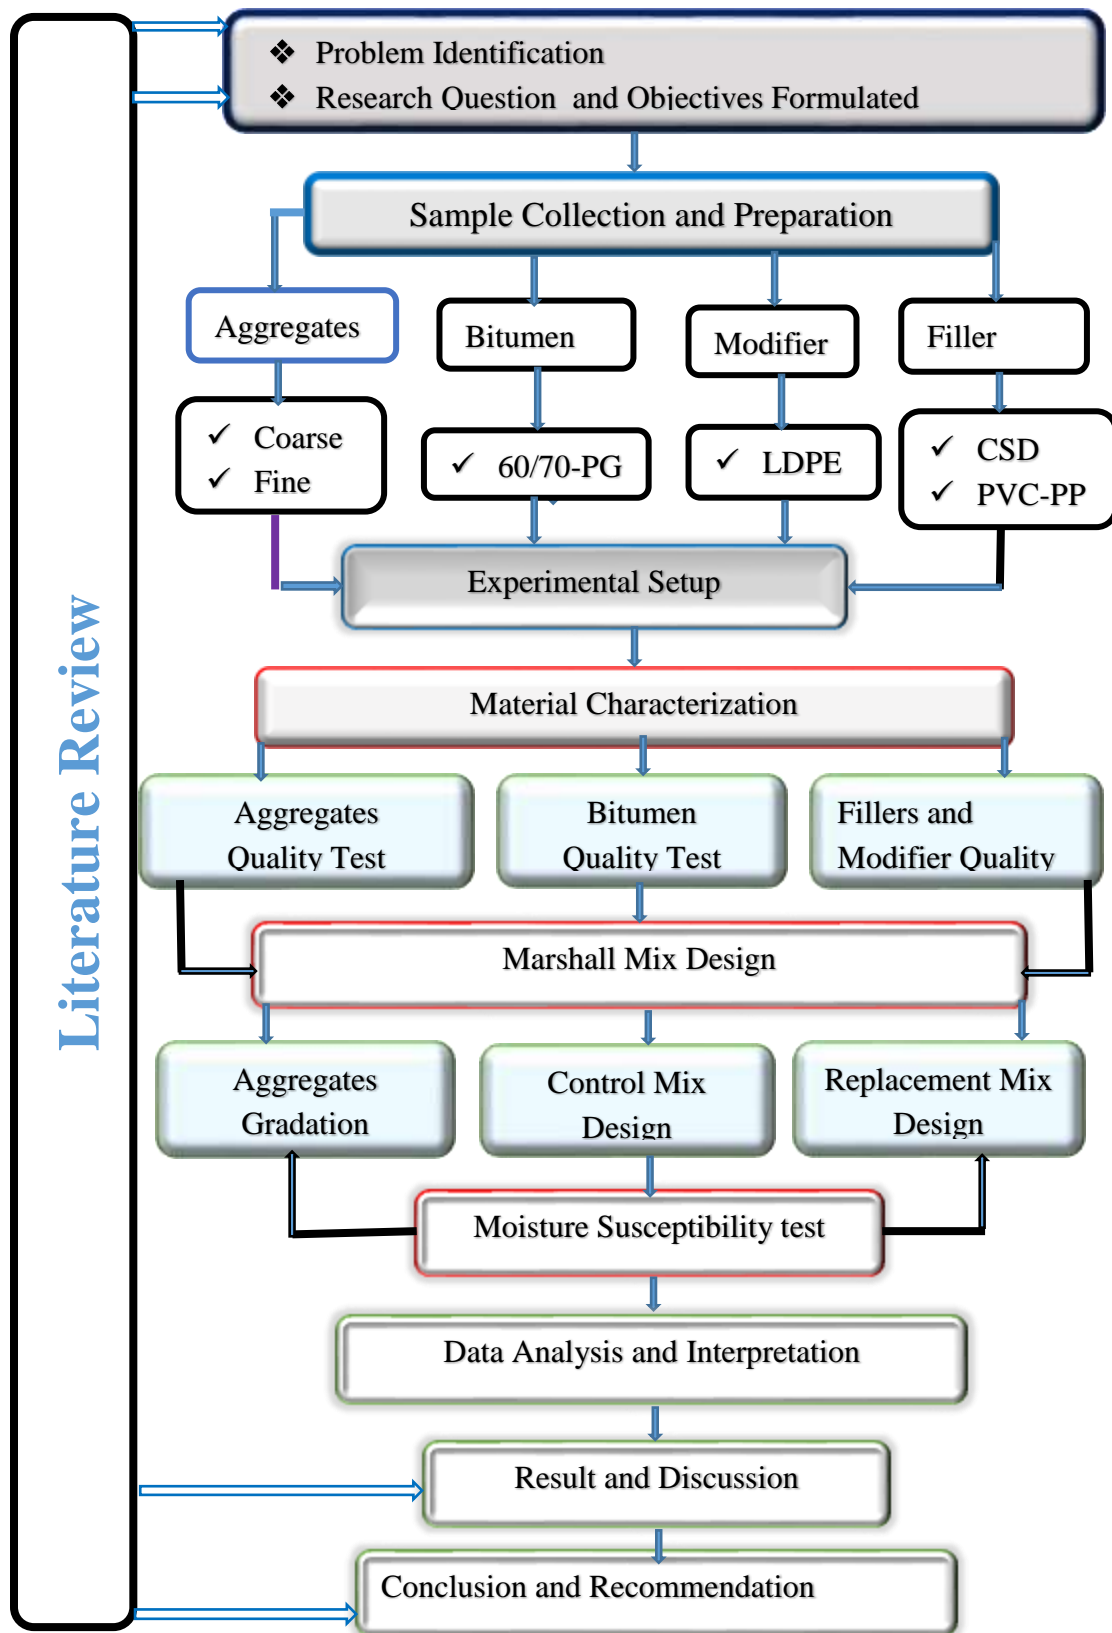 Literature Review
❖ Problem Identification
❖ Research Question and Objectives Formulated
Sample Collection and Preparation
Aggregates
Bitumen
Modifier
Filler
✓ Coarse
✓ Fine
✓ 60/70-PG
✓ LDPE
✓ CSD
✓ PVC-PP
Experimental Setup
Material Characterization
Aggregates
Quality Test
Bitumen
Quality Test
Fillers and
Modifier Quality
Marshall Mix Design
Aggregates
Gradation
Control Mix
Design
Replacement Mix
Design
Moisture Susceptibility test
Data Analysis and Interpretation
Result and Discussion
Conclusion and Recommendation